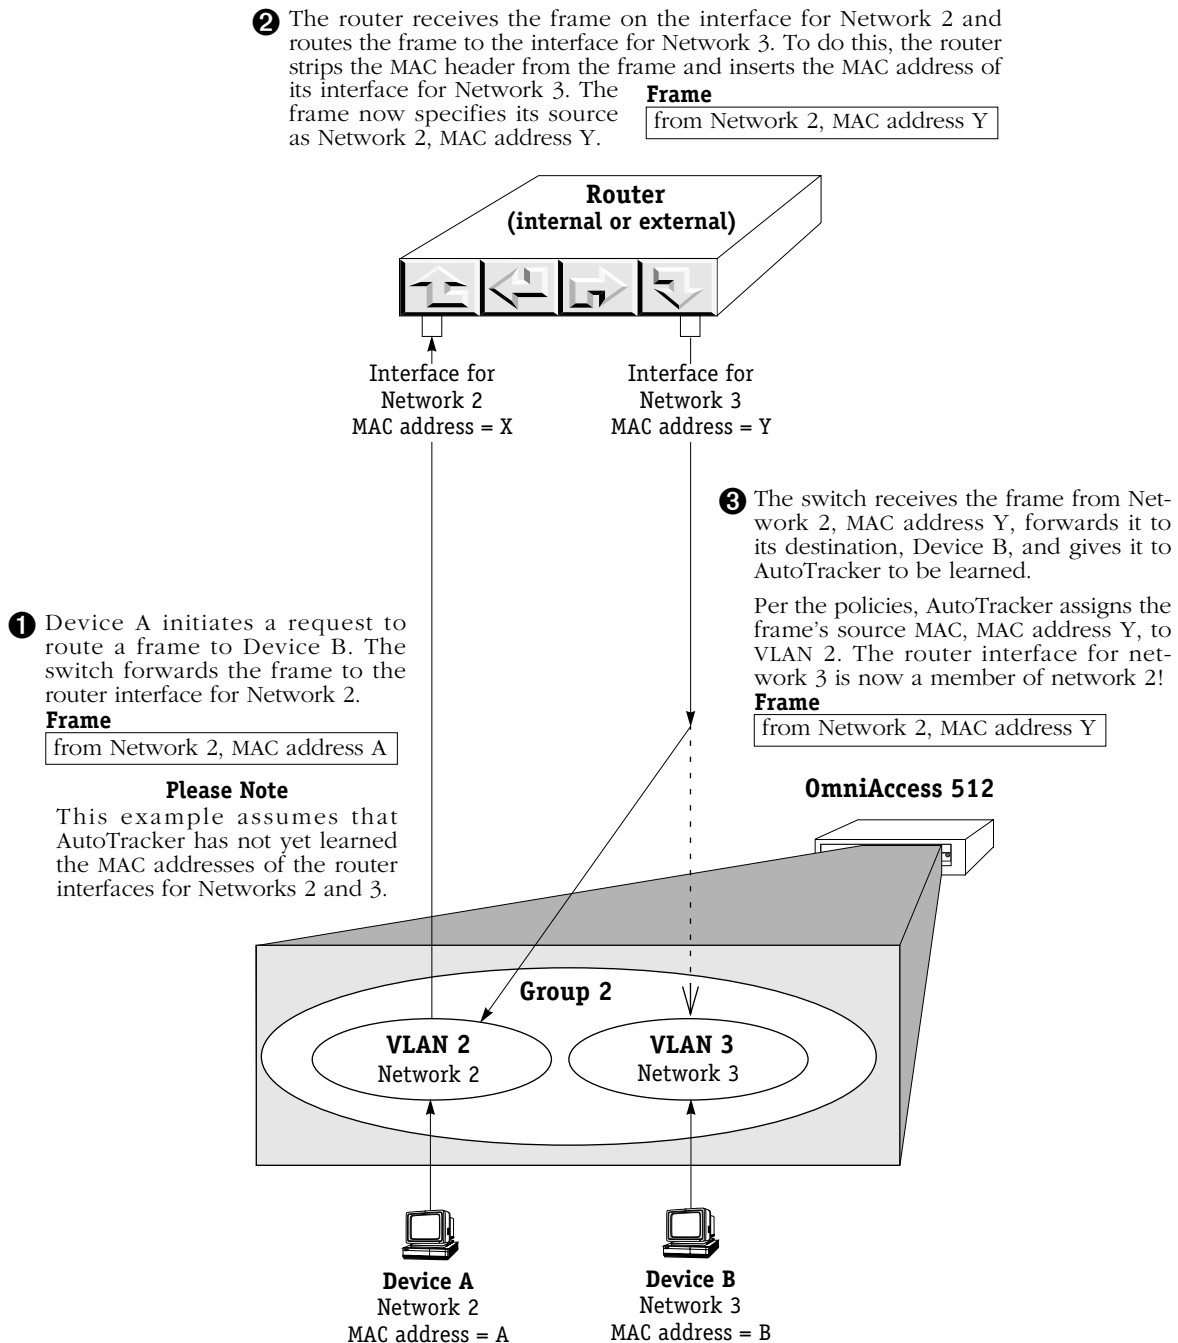 ❷ The router receives the frame on the interface for Network 2 and
routes the frame to the interface for Network 3. To do this, the router
strips the MAC header from the frame and inserts the MAC address of
its interface for Network 3. The
frame now specifies its source
as Network 2, MAC address Y.
Frame
from Network 2, MAC address Y
Router
(internal or external)
Interface for
Network 2
MAC address = X
Interface for
Network 3
MAC address = Y
❸ The switch receives the frame from Net-
work 2, MAC address Y, forwards it to
its destination, Device B, and gives it to
AutoTracker to be learned.
Per the policies, AutoTracker assigns the
frame's source MAC, MAC address Y, to
VLAN 2. The router interface for net-
work 3 is now a member of network 2!
Frame
from Network 2, MAC address Y
❶ Device A initiates a request to
route a frame to Device B. The
switch forwards the frame to the
router interface for Network 2.
Frame
from Network 2, MAC address A
Please Note
This example assumes that
AutoTracker has not yet learned
the MAC addresses of the router
interfaces for Networks 2 and 3.
OmniAccess 512
Group 2
VLAN 2
Network 2
VLAN 3
Network 3
Device A
Network 2
MAC address = A
Device B
Network 3
MAC address = B